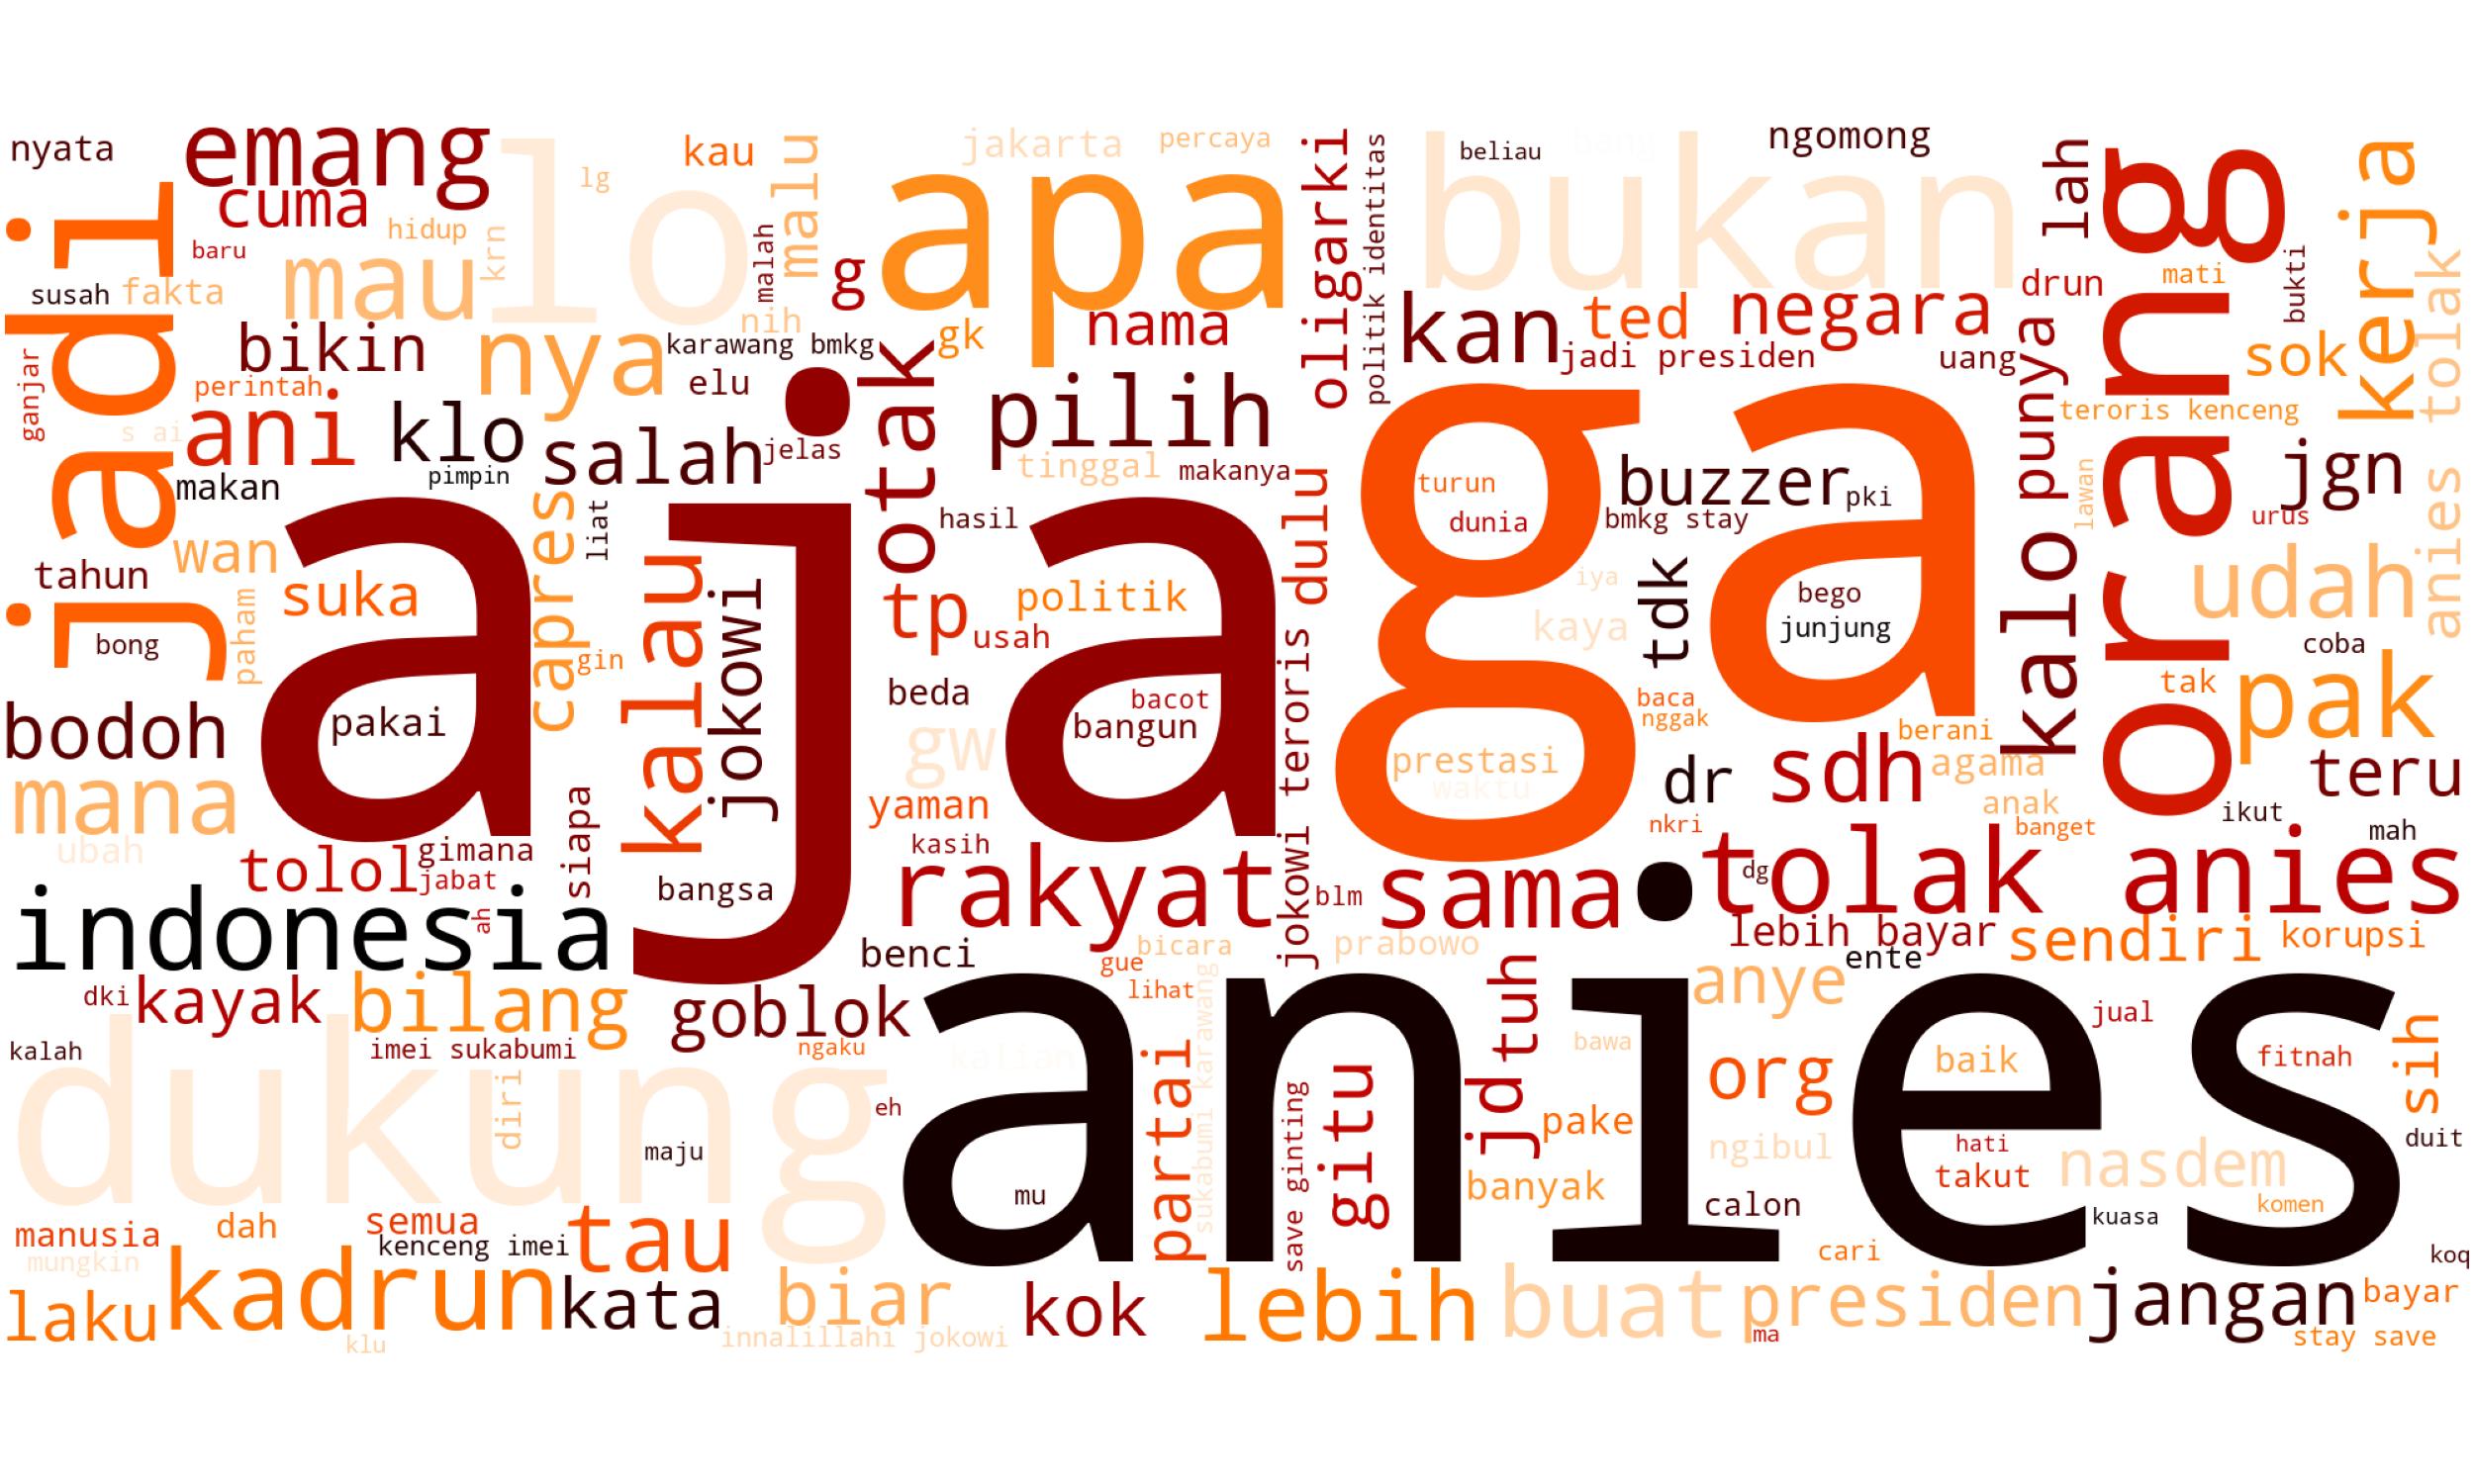 nyata
emang
lo
lg
kau
malu
jakarta
percaya
apa
oligarki
politik identitas
beliau
bang
bukan
ngomong
lah
orang
kerja
tolak
cuma
baru
hidup
krn
malah
g
jadi
susah
fakta
mau
nih
gk
nama
kan
ted
negara
drun
mati
bukti
sok
ganjar
perintah
bikin
nya
karawang bmkg
elu
otak
jadi presiden
uang
punya
teroris kenceng
s ai
ani
klo
pimpin
salah
jelas
pilih
tinggal
makanya
dulu
turun
dunia
buzzer
pki
bmkg stay
lawan
jgn
urus
anies
makan
wan
tahun
suka
capres
liat
kalau
jokowi
aja
hasil
tp
politik
usah
ga
iya
kaya
tdk
bego
junjung
kalo
udah
coba
bong
paham
gin
bodoh
pakai
beda
bacot
bangun
gw
jokowi teroris
baca
nggak
prestasi
waktu
berani
agama
tak
pak
mana
ubah
siapa
yaman
kasih
dr
sdh
nkri
anak
banget
ikut
teru
mah
tolol
gimana
jabat
bangsa
rakyat
blm
sama
dg
tolak anies
indonesia
ah
benci
bicara
gue
lihat
prabowo
lebih bayar
ente
sendiri
korupsi
dki
kayak
bilang
goblok
sukabumi karawang
tuh
anye
jual
sih
kalah
imei sukabumi
ngaku
kalian
anies
dukung
diri
eh
partai
save ginting
gitu
jd
bawa
pake
org
baik
fitnah
maju
mu
banyak
ngibul
hati
takut
nasdem
duit
calon
kuasa
komen
manusia
dah
semua
kenceng imei
tau
mungkin
cari
koq
laku
kadrun
klu
kata
biar
innalillahi jokowi
kok
lebih
buat
presiden
ma
jangan
bayar
stay save